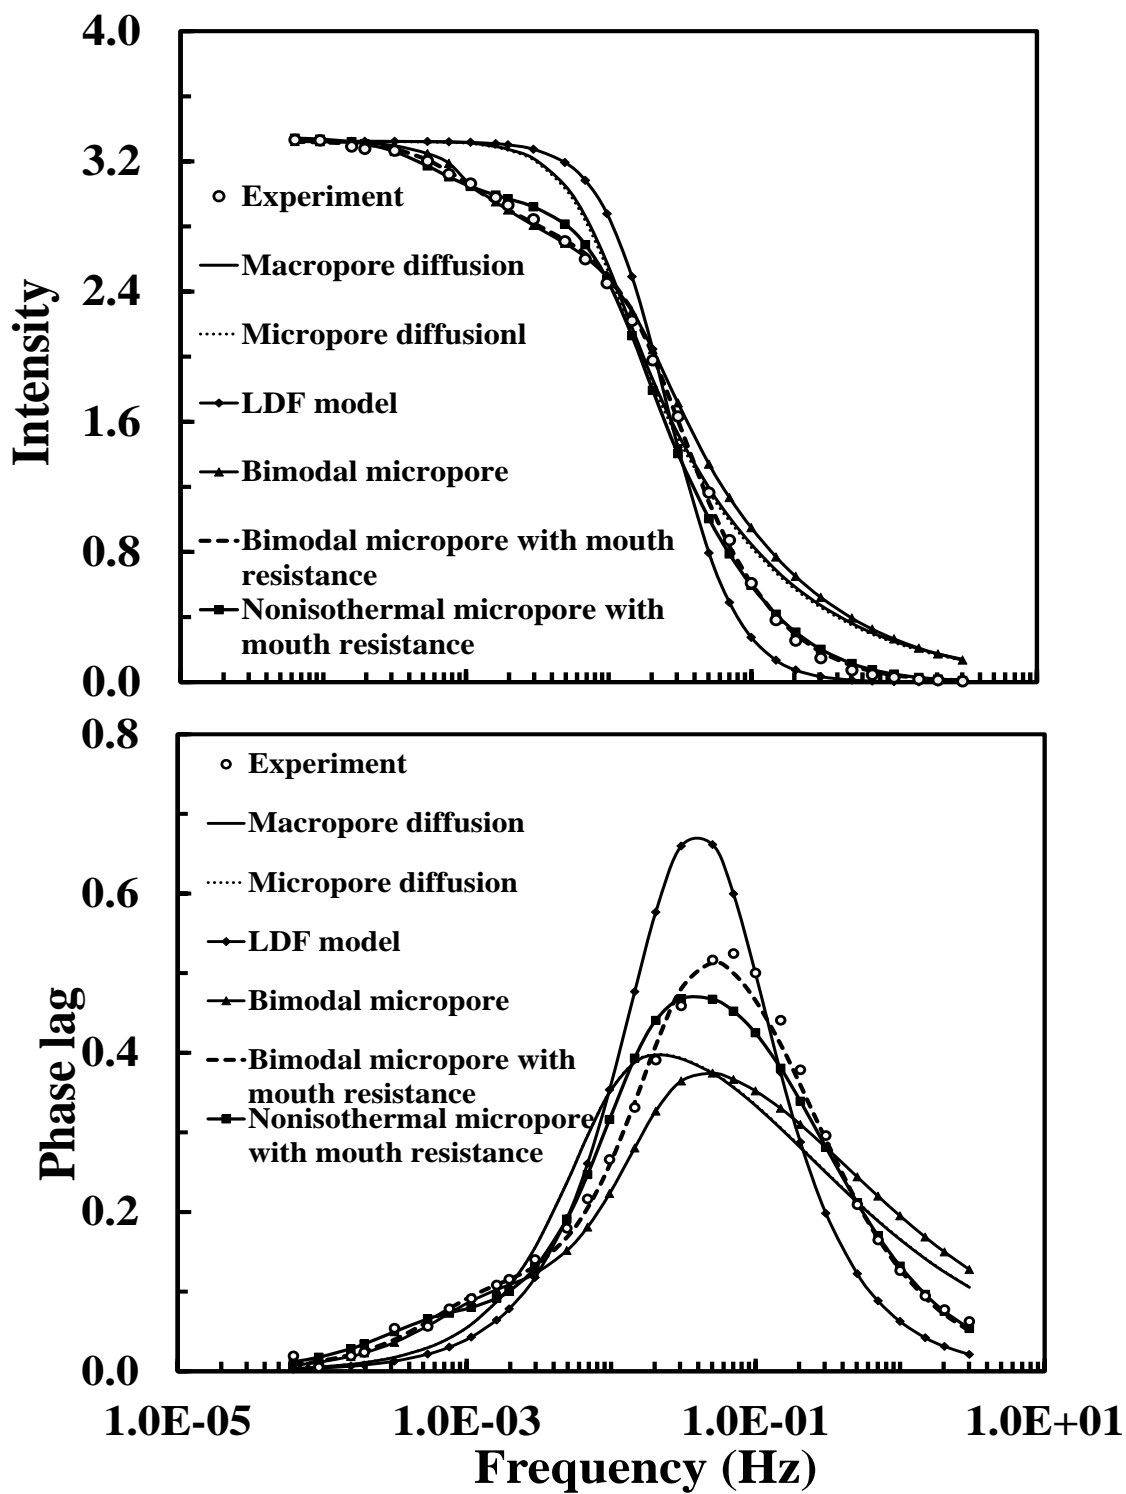 4.0
3.2
2.4
1.6
0.8
0.0
Intensity
Experiment
Macropore diffusion
Micropore diffusionl
LDF model
Bimodal micropore
Bimodal micropore with mouth
resistance
Nonisothermal micropore with
mouth resistance
0.8
0.6
0.4
0.2
0.0
Phase lag
Experiment
Macropore diffusion
Micropore diffusion
LDF model
Bimodal micropore
Bimodal micropore with
mouth resistance
Nonisothermal micropore
with mouth resistance
1.0E-05 1.0E-03 1.0E-01 1.0E+01
Frequency (Hz)